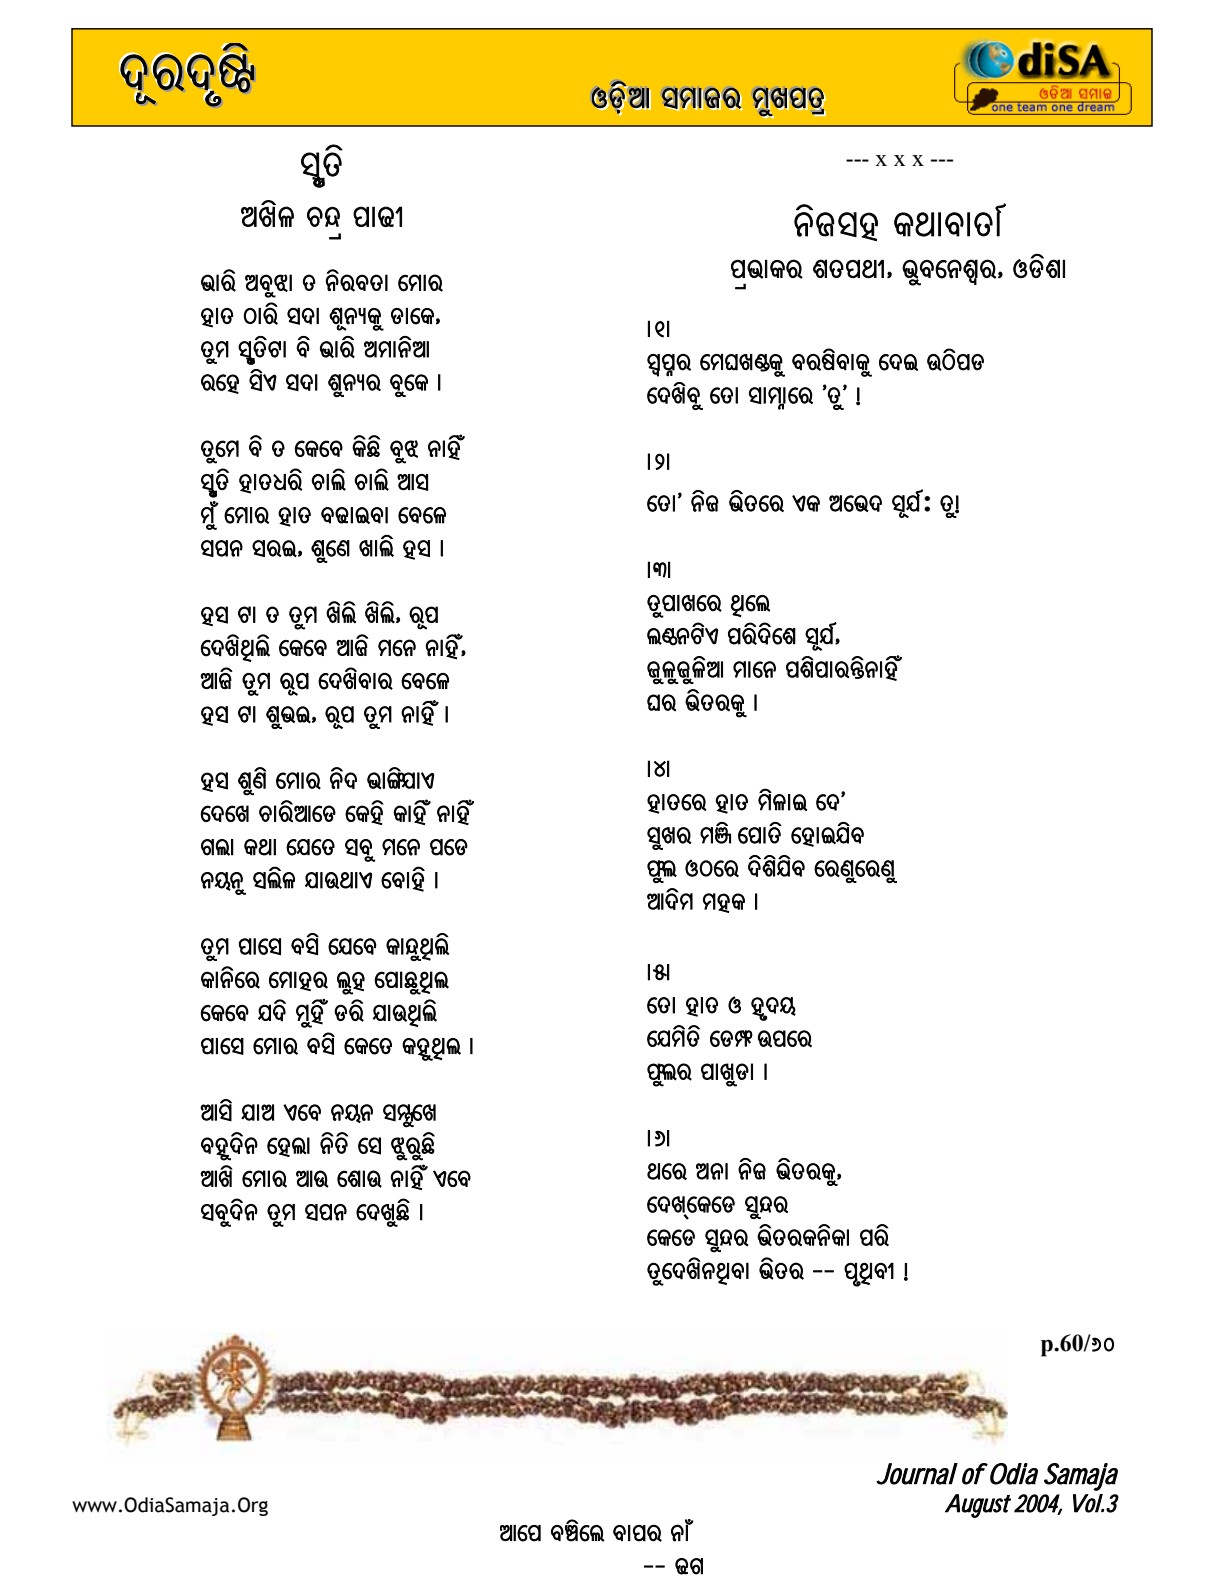 ଦୂରଦୃଷ୍ଟି
ଓଡ଼ିଆ ସମାଜର ମୁଖପତ୍ର
OdiSA
ଓଡ଼ିଆ ସମାଜ
one team one dream
ସ୍ମୃତି
ଅଖିଳ ଚନ୍ଦ୍ର ପାଢୀ
ଭାରି ଅବୁଝା ତ ନିରବତା ମୋର
ହାତ ଠାରି ସଦା ଶୂନ୍ୟକୁ ଡାକେ,
ତୁମ ସ୍ମୃତିଟା ବି ଭାରି ଅମାନିଆ
ରହେ ସିଏ ସଦା ଶୁନ୍ୟର ବୁକେ ।
ତୁମେ ବି ତ କେବେ କିଛି ବୁଝ ନାହିଁ
ସ୍ମୃତି ହାତଧରି ଚାଲି ଚାଲି ଆସ
ମୁଁ ମୋର ହାତ ବଢାଇବା ବେଳେ
ସପନ ସରଇ, ଶୁଣେ ଖାଲି ହସ ।
ହସ ଟା ତ ତୁମ ଖିଲି ଖିଲି, ରୂପ
ଦେଖିଥିଲି କେବେ ଆଜି ମନେ ନାହିଁ,
ଆଜି ତୁମ ରୂପ ଦେଖିବାର ବେଳେ
ହସ ଟା ଶୁଭଇ, ରୂପ ତୁମ ନାହିଁ ।
ହସ ଶୁଣି ମୋର ନିଦ ଭାଙ୍ଗିଯାଏ
ଦେଖେ ଚାରିଆଡେ କେହି କାହିଁ ନାହିଁ
ଗଲା କଥା ଯେତେ ସବୁ ମନେ ପଡେ
ନୟନୁ ସଲିଳ ଯାଉଥାଏ ବୋହି ।
ତୁମ ପାସେ ବସି ଯେବେ କାନ୍ଦୁଥିଲି
କାନିରେ ମୋହର ଲୁହ ପୋଛୁଥିଲ
କେବେ ଯଦି ମୁହିଁ ଡରି ଯାଉଥିଲି
ପାସେ ମୋର ବସି କେତେ କହୁଥିଲ ।
ଆସି ଯାଅ ଏବେ ନୟନ ସମ୍ମୁଖେ
ବହୁଦିନ ହେଲା ନିତି ସେ ଝୁରୁଛି
ଆଖି ମୋର ଆଉ ଶୋଉ ନାହିଁ ଏବେ
ସବୁଦିନ ତୁମ ସପନ ଦେଖୁଛି ।
--- x x x ---
ନିଜସହ କଥାବାର୍ତା
ପ୍ରଭାକର ଶତପଥୀ, ଭୁବନେଶ୍ୱର, ଓଡିଶା
।୧।
ସ୍ୱପ୍ନର ମେଘଖଣ୍ଡକୁ ବରଷିବାକୁ ଦେଇ ଉଠିପଡ
ଦେଖିବୁ ତୋ ସାମ୍ନାରେ 'ତୁ' !
।୨।
ତୋ' ନିଜ ଭିତରେ ଏକ ଅଭେଦ ସୂର୍ଯ: ତୁ!
।୩।
ତୁପାଖରେ ଥିଲେ
ଲଣ୍ଠନଟିଏ ପରିଦିଶେ ସୂର୍ଯ,
ଜୁଳୁଜୁଳିଆ ମାନେ ପଶିପାରନ୍ତିନାହିଁ
ଘର ଭିତରକୁ ।
।୪।
ହାତରେ ହାତ ମିଳାଇ ଦେ'
ସୁଖର ମଞ୍ଜି ପୋତି ହୋଇଯିବ
ଫୁଲ ଓଠରେ ଦିଶିଯିବ ରେଣୁରେଣୁ
ଆଦିମ ମହକ ।
।୫।
ତୋ ହାତ ଓ ହୃଦୟ
ଯେମିତି ଡେମ୍ଫ ଉପରେ
ଫୁଲର ପାଖୁଡା ।
।୬।
ଥରେ ଅନା ନିଜ ଭିତରକୁ,
ଦେଖ୍‌କେଡେ ସୁନ୍ଦର
କେଡେ ସୁନ୍ଦର ଭିତରକନିକା ପରି
ତୁଦେଖିନଥିବା ଭିତର -- ପୃଥିବୀ !
p.60/୬୦
Journal of Odia Samaja
www.OdiaSamaja.Org
August 2004, Vol.3
ଆପେ ବଞ୍ଚିଲେ ବାପର ନାଁ
-- ଢଗ